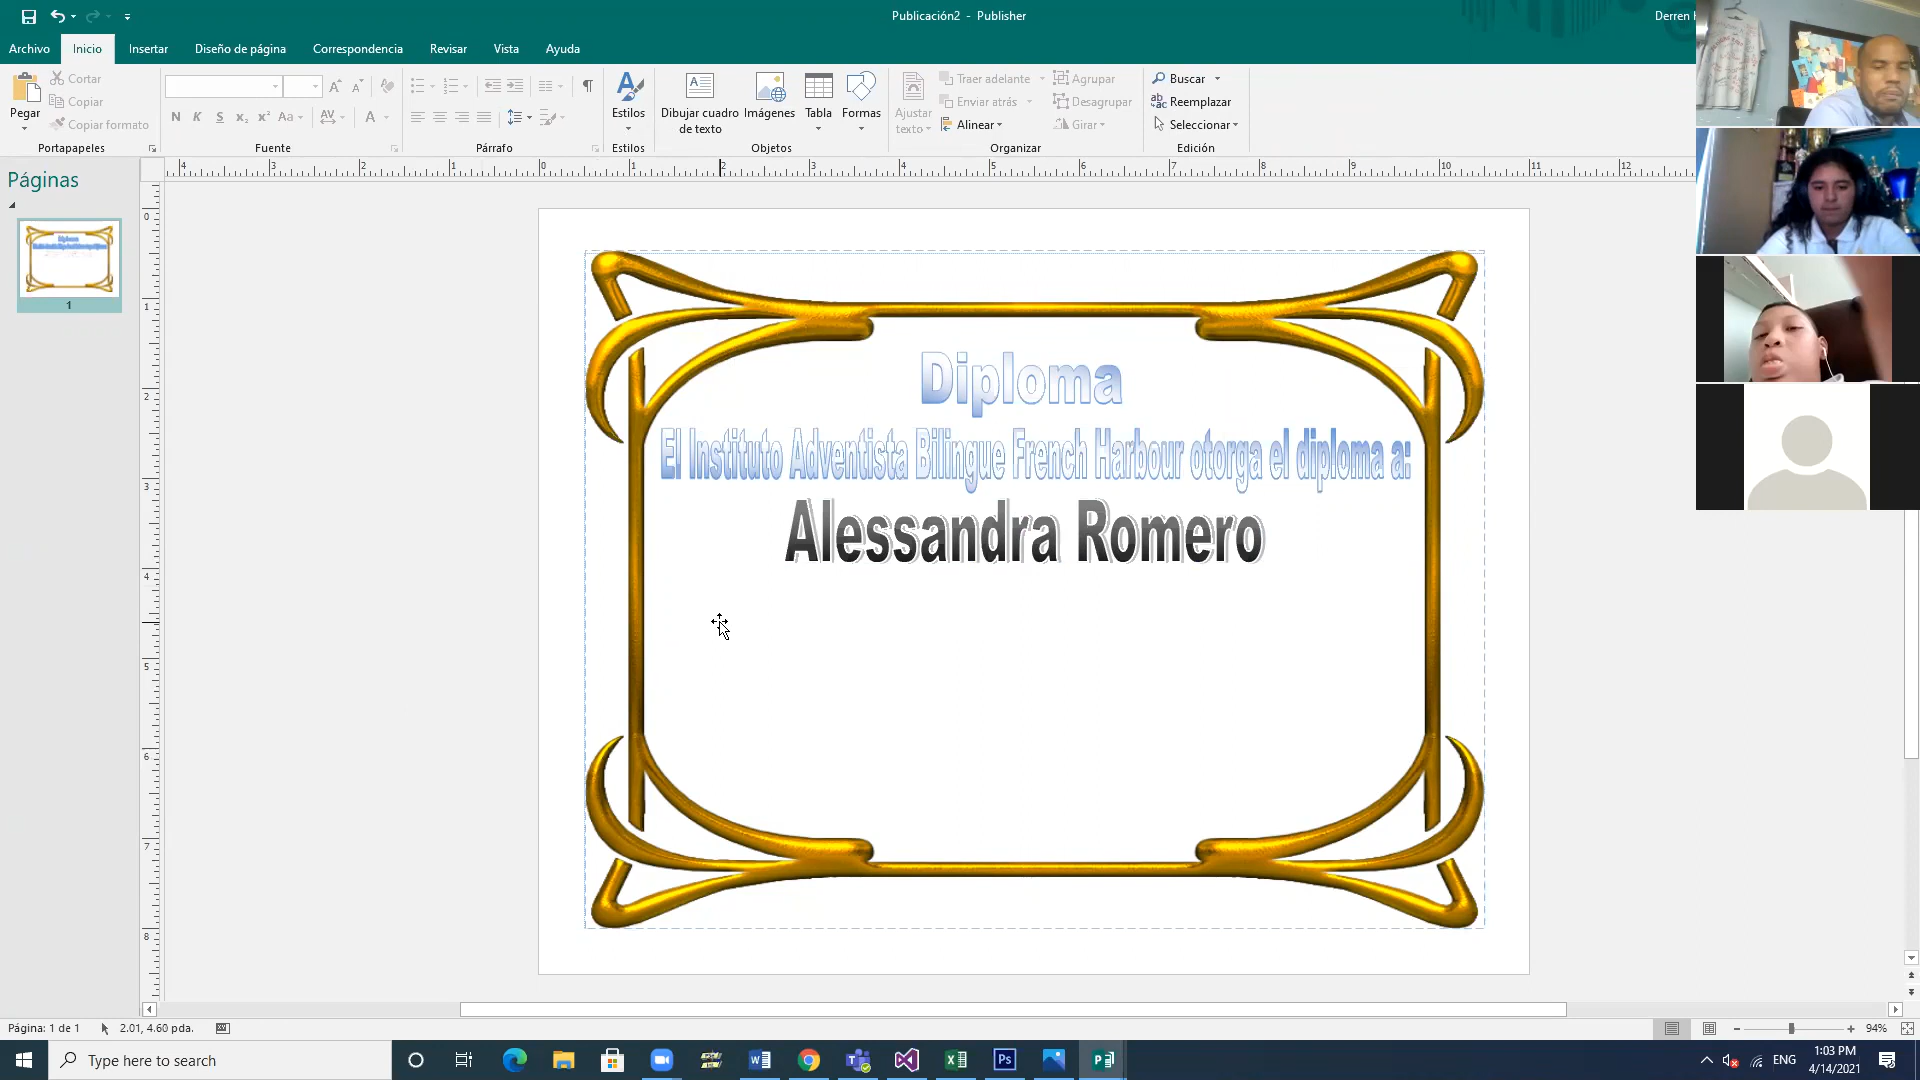 Publicación2 - Publisher
Derren
Archivo Inicio Insertar Diseño de página Correspondencia Revisar Vista Ayuda
Pegar
Cortar
Copiar
Copiar formato
Portapapeles
Fuente
Párrafo
Estilos
Estilos
Dibujar cuadro de texto
Imágenes
Tabla
Formas
Objetos
Ajustar texto
Traer adelante
Enviar atrás
Alinear
Agrupar
Desagrupar
Girar
Organizar
Buscar
Reemplazar
Seleccionar
Edición
Páginas
1
Diploma
El Instituto Adventista Bilingue French Harbour otorga el diploma a:
Alessandra Romero
Página: 1 de 1
2.01, 4.60 pda.
94%
Type here to search
ENG
1:03 PM
4/14/2021